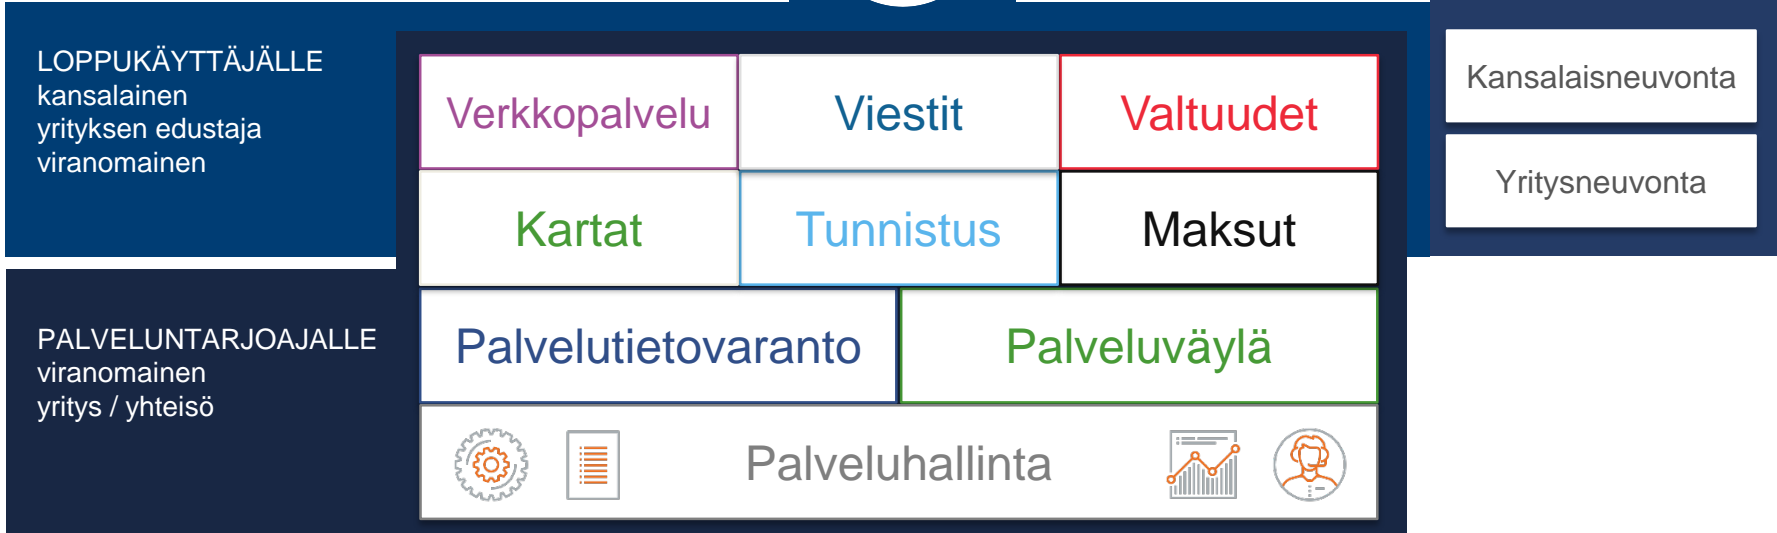 LOPPUKÄYTTÄJÄLLE
kansalainen
yrityksen edustaja
viranomainen
Verkkopalvelu
Viestit
Valtuudet
Kartat
Tunnistus
Maksut
Kansalaisneuvonta
Yritysneuvonta
PALVELUNTARJOAJALLE
viranomainen
yritys / yhteisö
Palvelutietovaranto
Palveluväylä
Palveluhallinta